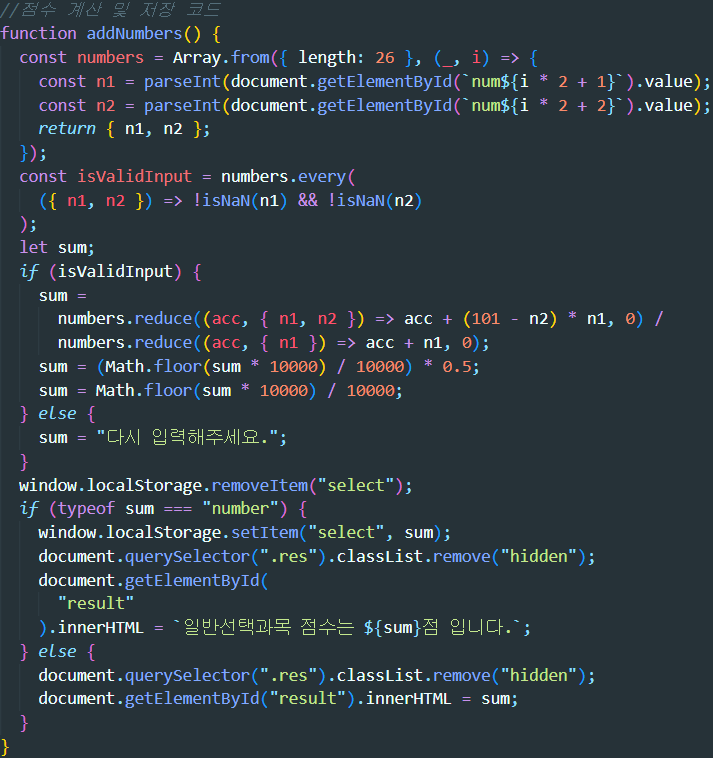 //점수 계산 및 저장 코드
function addNumbers() {
  const numbers = Array.from({ length: 26 }, (_, i) => {
    const n1 = parseInt(document.getElementById(`num${i * 2 + 1}`).value);
    const n2 = parseInt(document.getElementById(`num${i * 2 + 2}`).value);
    return { n1, n2 };
  });
  const isValidInput = numbers.every(
    ({ n1, n2 }) => !isNaN(n1) && !isNaN(n2)
  );
  let sum;
  if (isValidInput) {
    sum =
      numbers.reduce((acc, { n1, n2 }) => acc + (101 - n2) * n1, 0) /
      numbers.reduce((acc, { n1 }) => acc + n1, 0);
    sum = (Math.floor(sum * 10000) / 10000) * 0.5;
    sum = Math.floor(sum * 10000) / 10000;
  } else {
    sum = "다시 입력해주세요.";
  }
  window.localStorage.removeItem("select");
  if (typeof sum === "number") {
    window.localStorage.setItem("select", sum);
    document.querySelector(".res").classList.remove("hidden");
    document.getElementById(
      "result"
    ).innerHTML = `일반선택과목 점수는 ${sum}점 입니다.`;
  } else {
    document.querySelector(".res").classList.remove("hidden");
    document.getElementById("result").innerHTML = sum;
  }
}